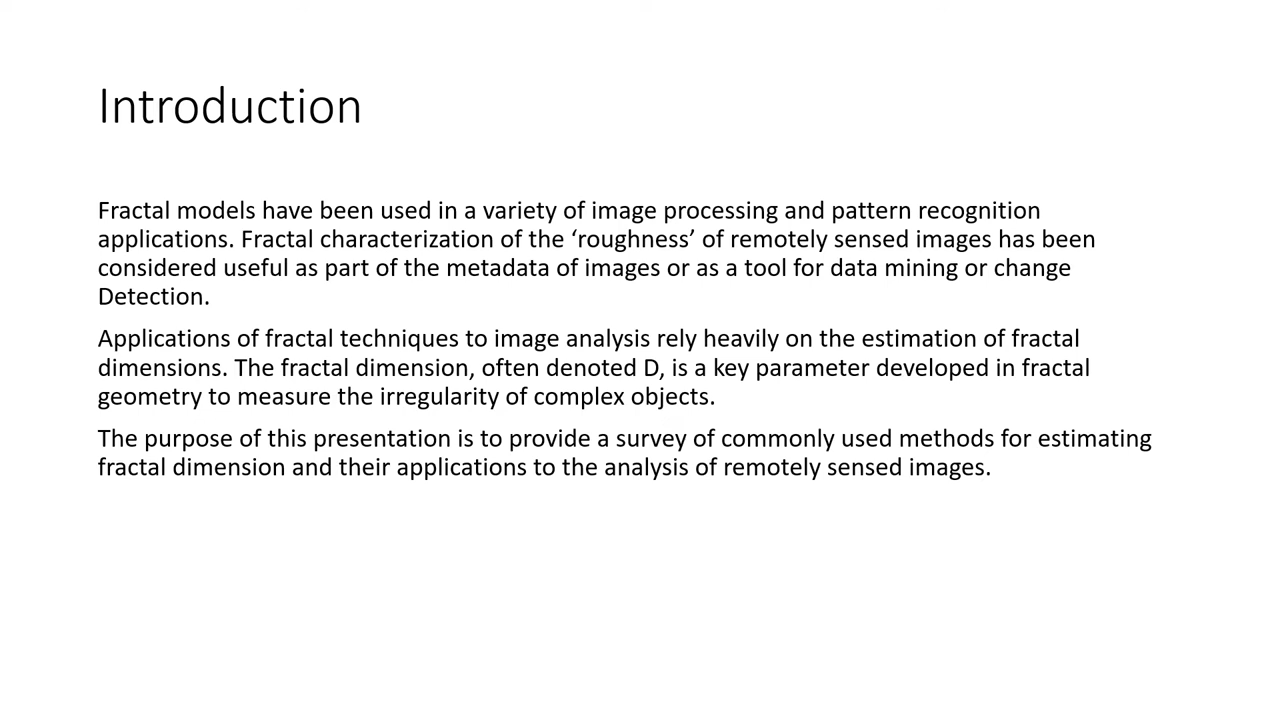 Introduction
Fractal models have been used in a variety of image processing and pattern recognition
applications. Fractal characterization of the ‘roughness’ of remotely sensed images has been
considered useful as part of the metadata of images or as a tool for data mining or change
Detection.
Applications of fractal techniques to image analysis rely heavily on the estimation of fractal
dimensions. The fractal dimension, often denoted D, is a key parameter developed in fractal
geometry to measure the irregularity of complex objects.
The purpose of this presentation is to provide a survey of commonly used methods for estimating
fractal dimension and their applications to the analysis of remotely sensed images.